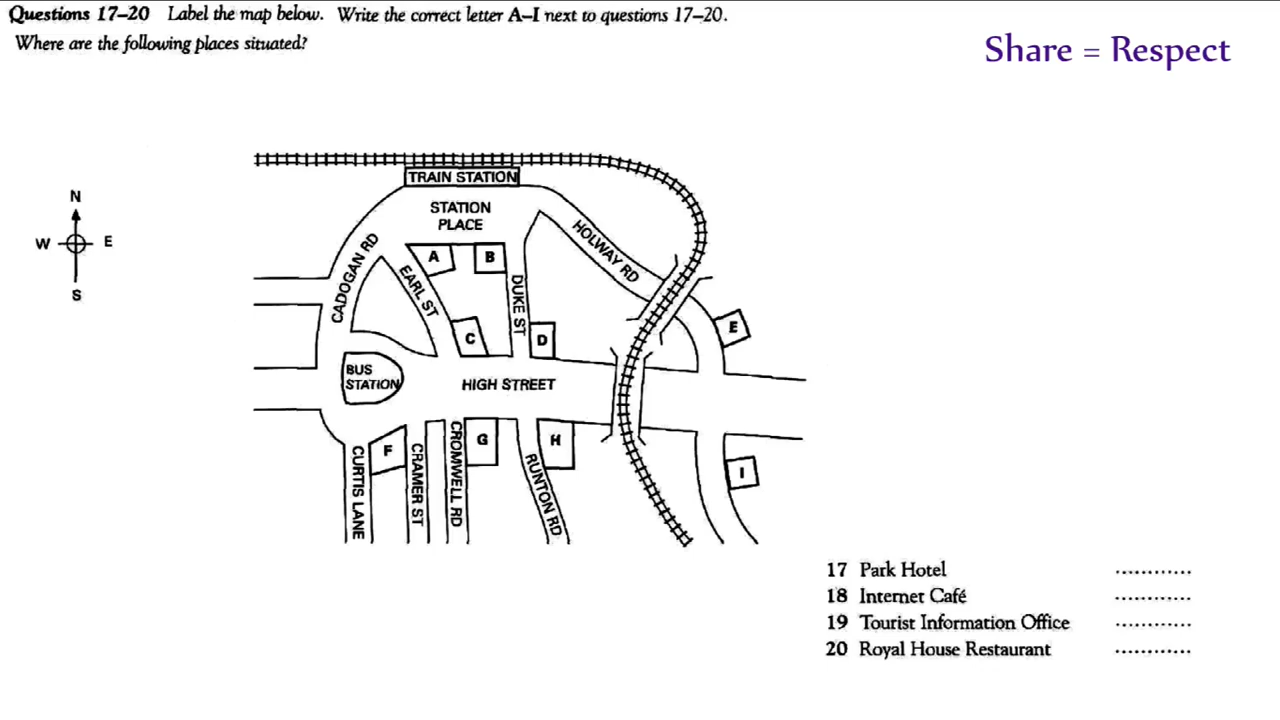 Questions 17–20 Label the map below. Write the correct letter A–I next to questions 17–20.
Where are the following places situated?
Share = Respect
TRAIN STATION
N
W E
S
STATION
PLACE
HOLWAY RD
CADOGAN RD
A
B
EARL ST
DUKE ST
C
D
E
BUS
STATION
HIGH STREET
F
G
H
I
CURTIS LANE
CRAMER ST
CROMWELL RD
RUNTON RD
17 Park Hotel ............
18 Internet Café ............
19 Tourist Information Office ............
20 Royal House Restaurant ............